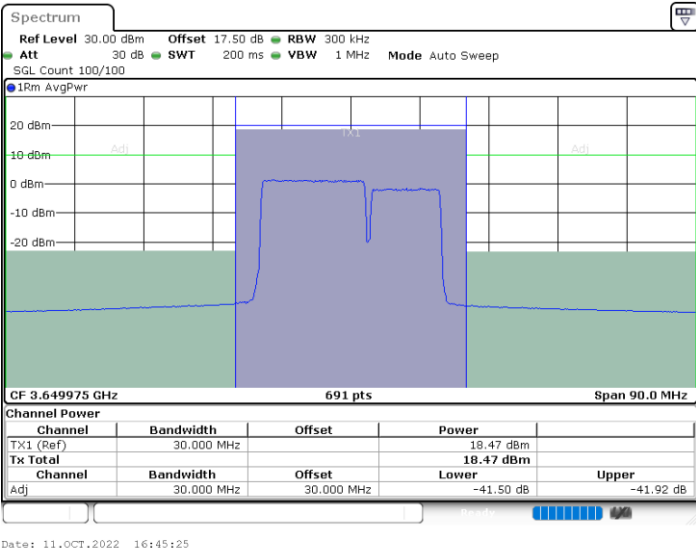 Spectrum
Ref Level 30.00 dBm Offset 17.50 dB RBW 300 kHz
Att 30 dB SWT 200 ms VBW 1 MHz Mode Auto Sweep
SGL Count 100/100
1Rm AvgPwr
20 dBm
TX1
10 dBm Adj Adj
0 dBm
-10 dBm
-20 dBm
CF 3.649975 GHz 691 pts Span 90.0 MHz
Channel Power
Channel Bandwidth Offset Power
TX1 (Ref) 30.000 MHz 18.47 dBm
Tx Total 18.47 dBm
Channel Bandwidth Offset Lower Upper
Adj 30.000 MHz 30.000 MHz -41.50 dB -41.92 dB
Ready
Date: 11.OCT.2022 16:45:25